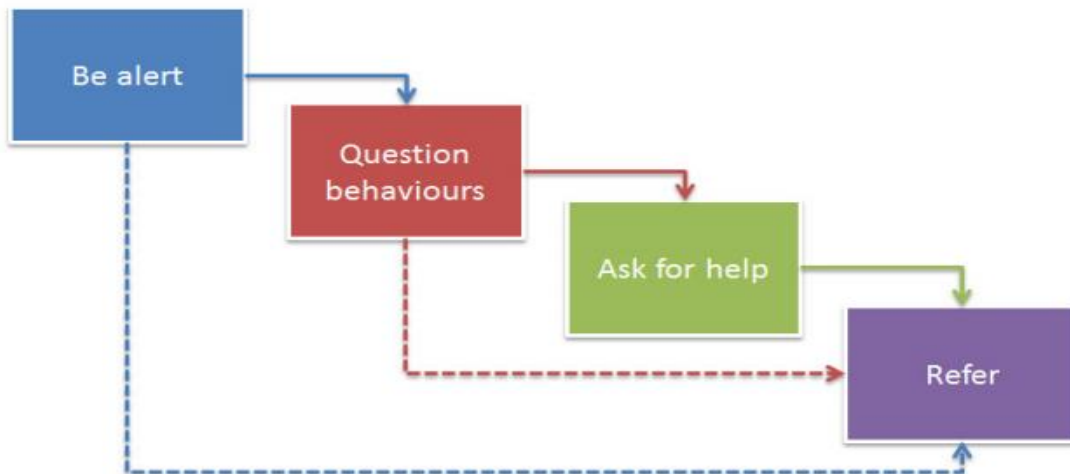 Be alert
Question
behaviours
Ask for help
Refer